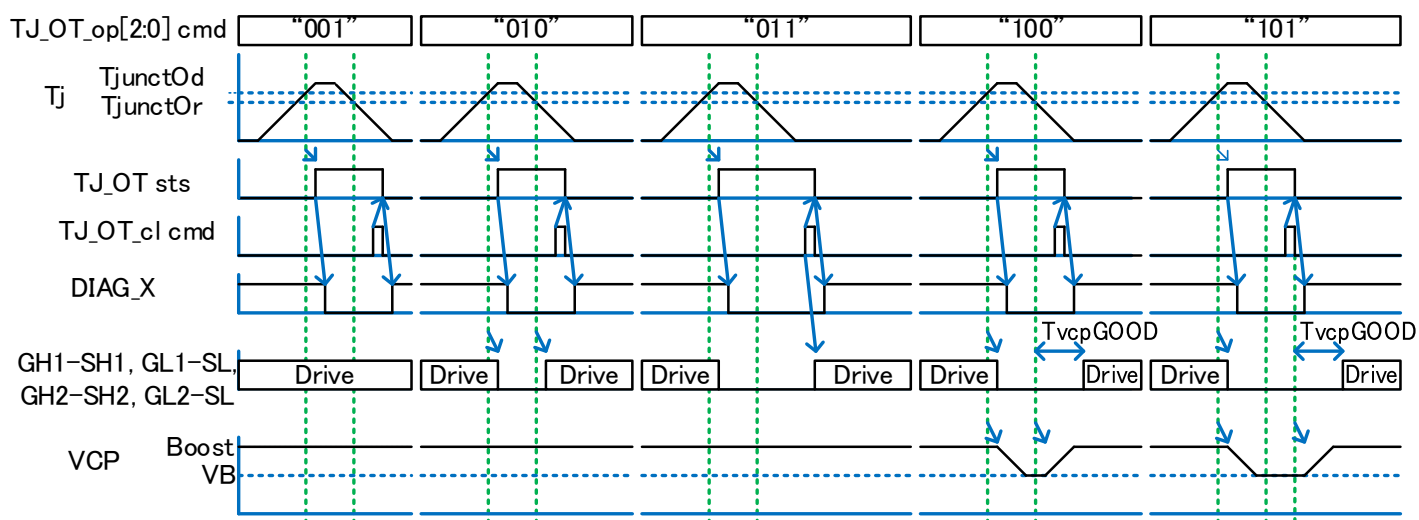 TJ_OT_op[2:0] cmd "001" "010" "011" "100" "101"
TjunctOd
Tj TjunctOr
TJ_OT sts
TJ_OT_cl cmd
DIAG_X
TvcpGOOD TvcpGOOD
GH1-SH1, GL1-SL,
Drive Drive Drive Drive Drive Drive Drive Drive Drive
GH2-SH2, GL2-SL
Boost
VCP
VB